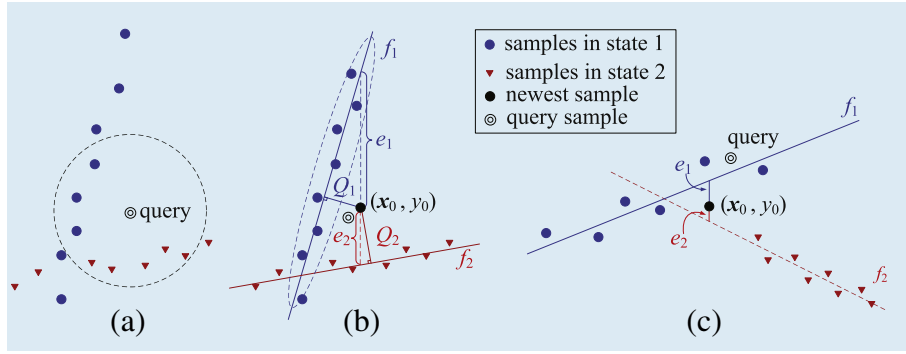 samples in state 1
samples in state 2
newest sample
query sample
query
(a)
f1
e1
Q1
(x0 , y0)
e2
Q2
f2
(b)
f1
query
e1
(x0 , y0)
e2
f2
(c)